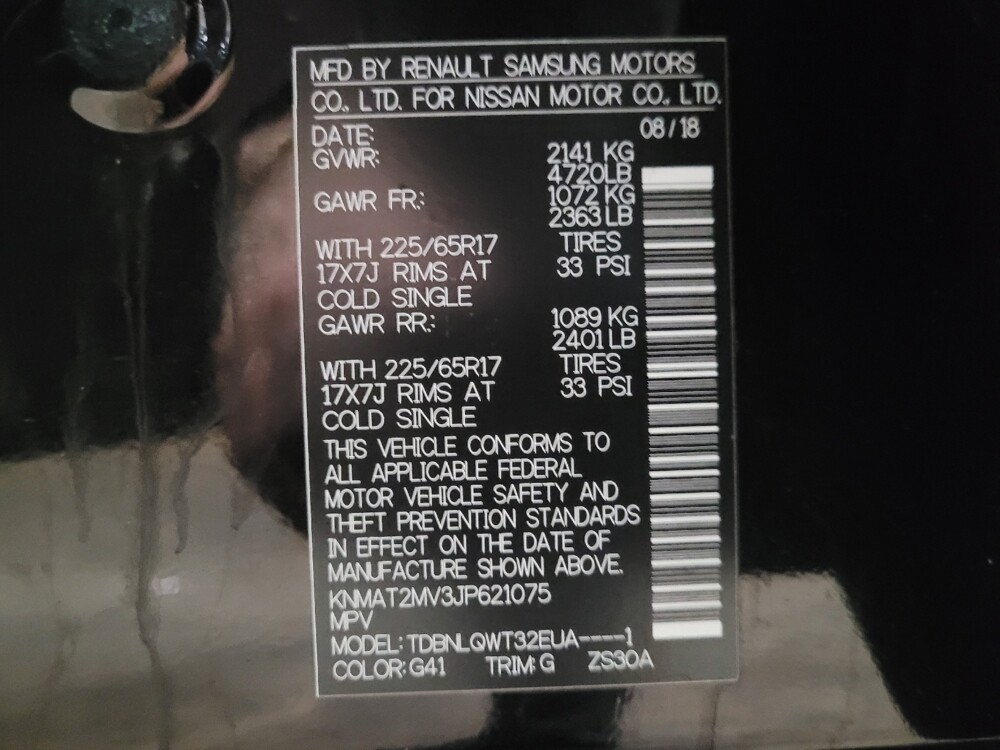 MFD BY RENAULT SAMSUNG MOTORS
CO., LTD. FOR NISSAN MOTOR CO., LTD.
DATE: 08/18
GVWR: 2141 KG
4720LB
GAWR FR.: 1072 KG
2363 LB
WITH 225/65R17 TIRES
17X7J RIMS AT 33 PSI
COLD SINGLE
GAWR RR.: 1089 KG
2401 LB
WITH 225/65R17 TIRES
17X7J RIMS AT 33 PSI
COLD SINGLE
THIS VEHICLE CONFORMS TO
ALL APPLICABLE FEDERAL
MOTOR VEHICLE SAFETY AND
THEFT PREVENTION STANDARDS
IN EFFECT ON THE DATE OF
MANUFACTURE SHOWN ABOVE.
KNMAT2MV3JP621075
MPV
MODEL: TDBNLQWT32EUA----1
COLOR: G41 TRIM: G ZS30A